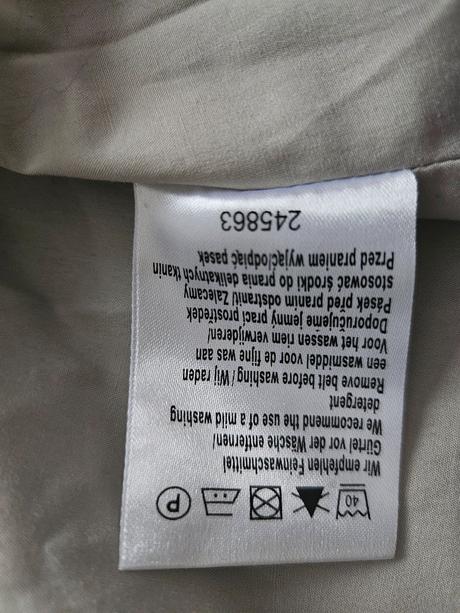 40 P
Wir empfehlen Feinwaschmittel
Gürtel vor der Wäsche entfernen/
We recommend the use of a mild washing
detergent
Remove belt before washing / Wij raden
een wasmiddel voor de fijne was aan
Voor het wassen riem verwijderen/
Doporučujeme jemný prací prostředek
Pásek před praním odstranit/ Zalecamy
stosować środki do prania delikatnych tkanin
Przed praniem wyjąć/odpiąć pasek
245863